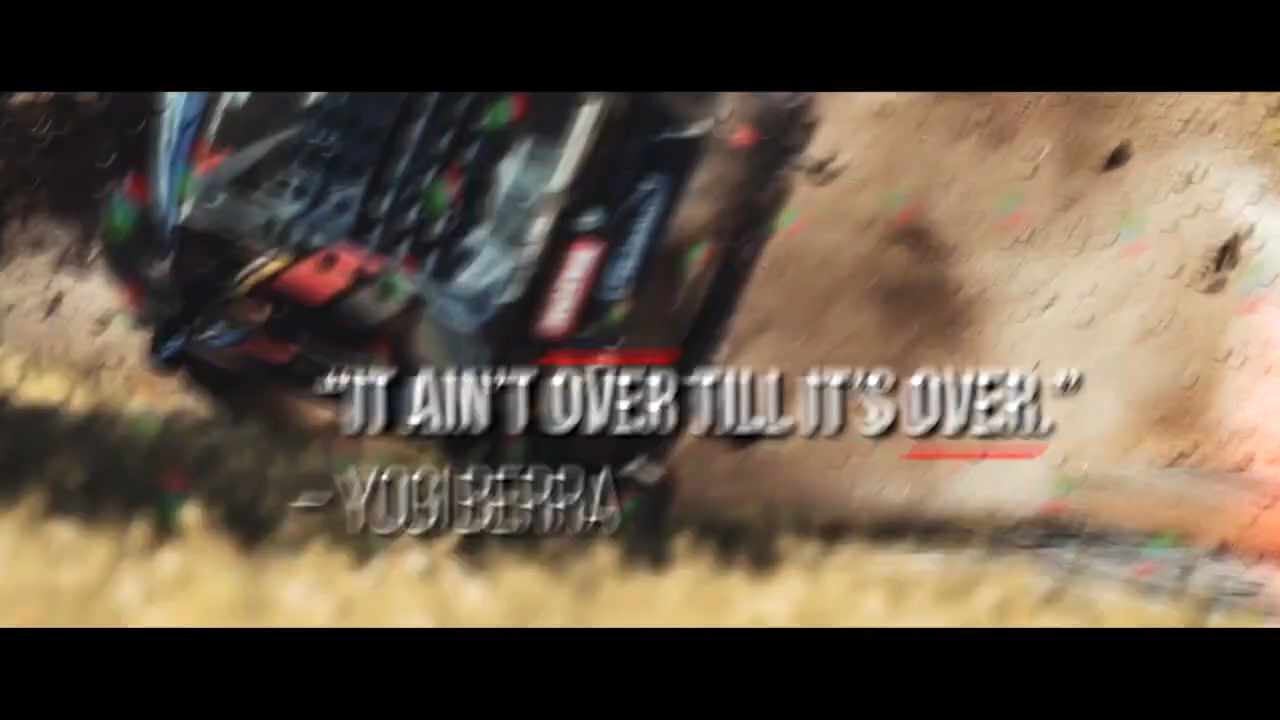 “IT AIN’T OVER TILL IT’S OVER.”
– YOGI BERRA